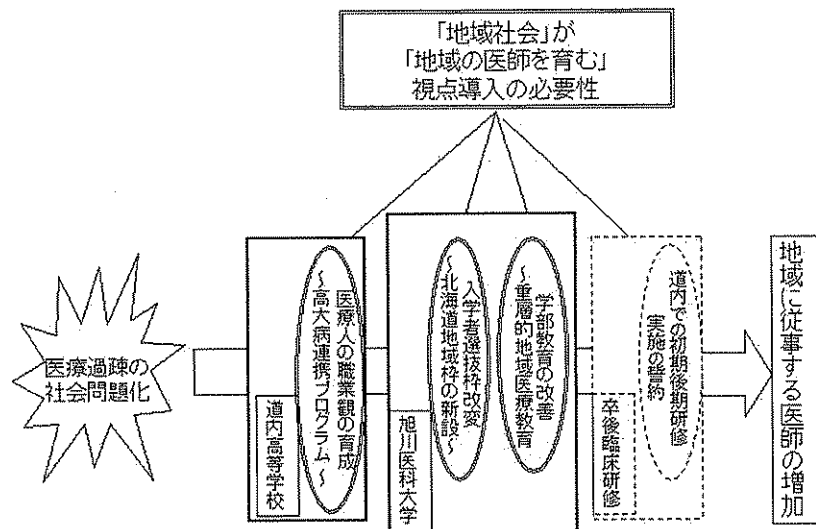 「地域社会」が
「地域の医師を育む」
視点導入の必要性
医療過疎の
社会問題化
道内高等学校
医療人の職業観の育成
～高大病連携プログラム～
旭川医科大学
入学者選抜枠改変
～北海道地域枠の新設～
学部教育の改善
～重層的地域医療教育
卒後臨床研修
道内での初期後期研修
実施の誓約
地域に従事する医師の増加